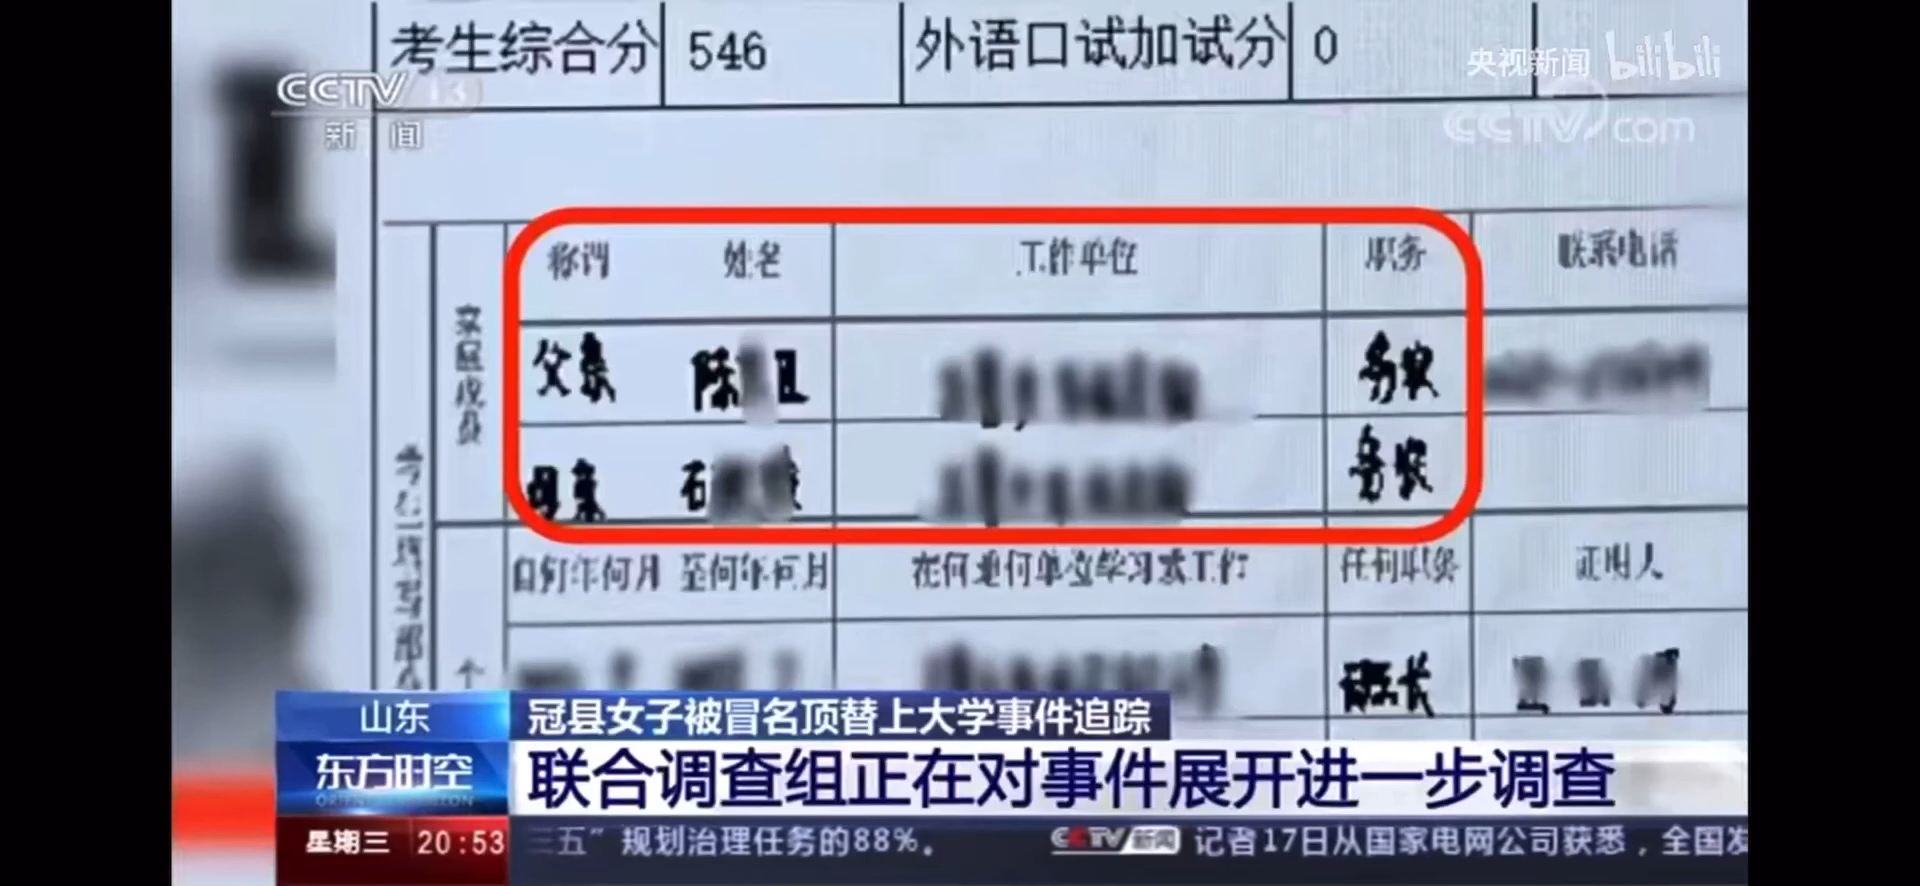 考生综合分 546 外语口试加试分 0
央视新闻 bilibili
CCTV 13
新闻
CCTV.com
称谓 姓名 工作单位 职务 联系电话
家庭成员
父亲 陈 务农
母亲 石 务农
自何年何月 至何年何月 在何地何单位学习或工作 任何职务 证明人
个 班长
山东 冠县女子被冒名顶替上大学事件追踪
东方时空 联合调查组正在对事件展开进一步调查
星期三 20:53 三五”规划治理任务的88%。 CCTV新闻 记者17日从国家电网公司获悉，全国发